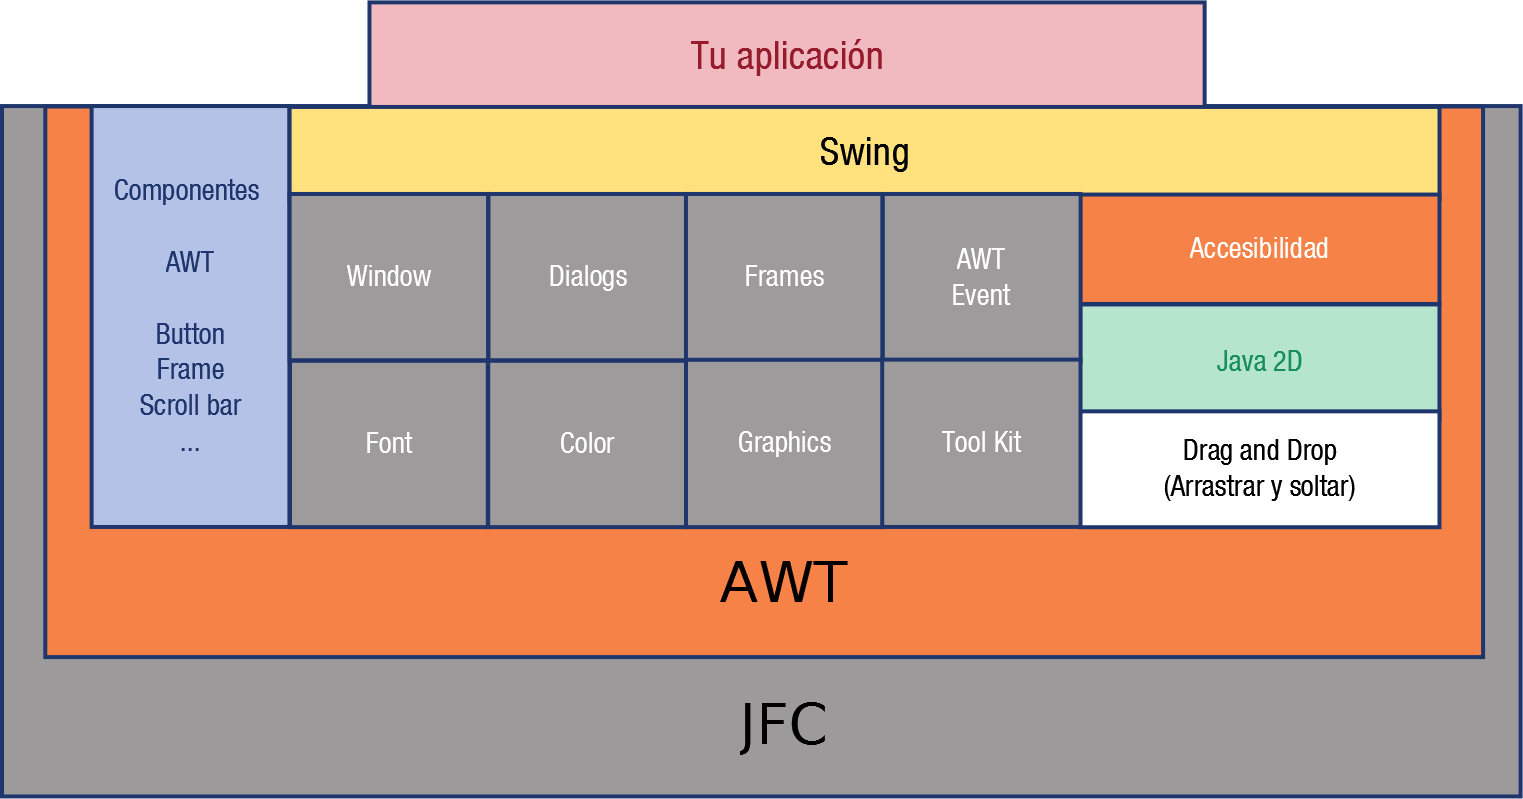 Tu aplicación
Swing
Componentes
AWT
Button
Frame
Scroll bar
...
Window
Dialogs
Frames
AWT
Event
Font
Color
Graphics
Tool Kit
Accesibilidad
Java 2D
Drag and Drop
(Arrastrar y soltar)
AWT
JFC